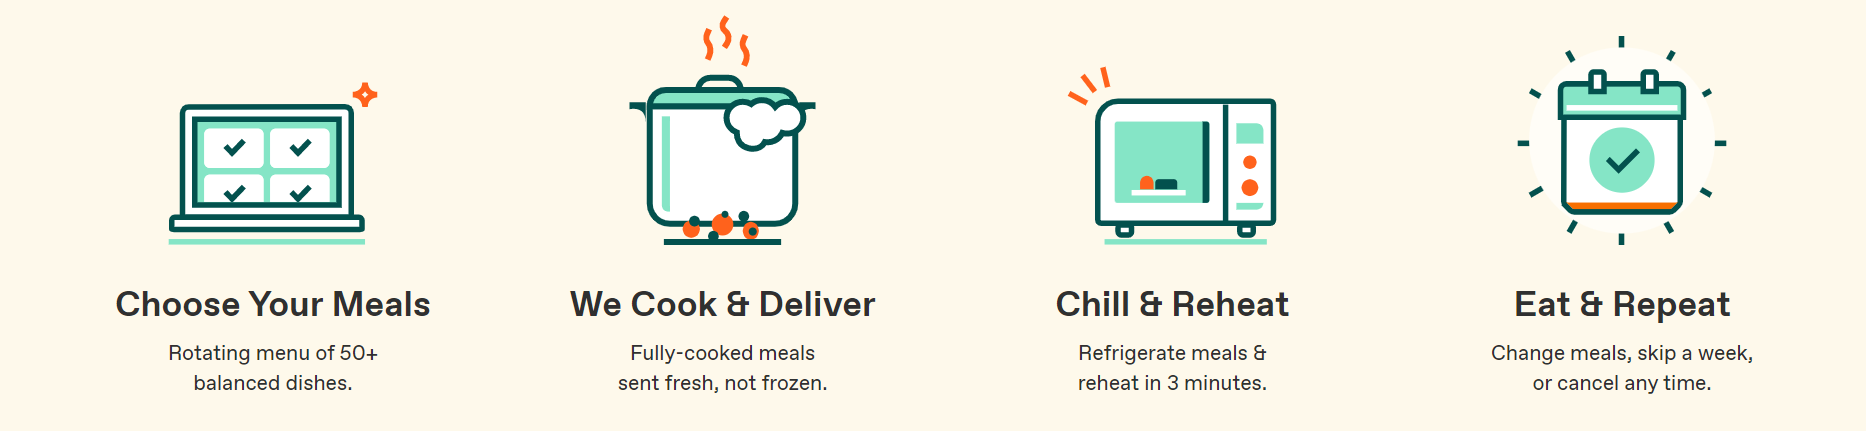 Choose Your Meals
Rotating menu of 50+
balanced dishes.
We Cook & Deliver
Fully-cooked meals
sent fresh, not frozen.
Chill & Reheat
Refrigerate meals &
reheat in 3 minutes.
Eat & Repeat
Change meals, skip a week,
or cancel any time.